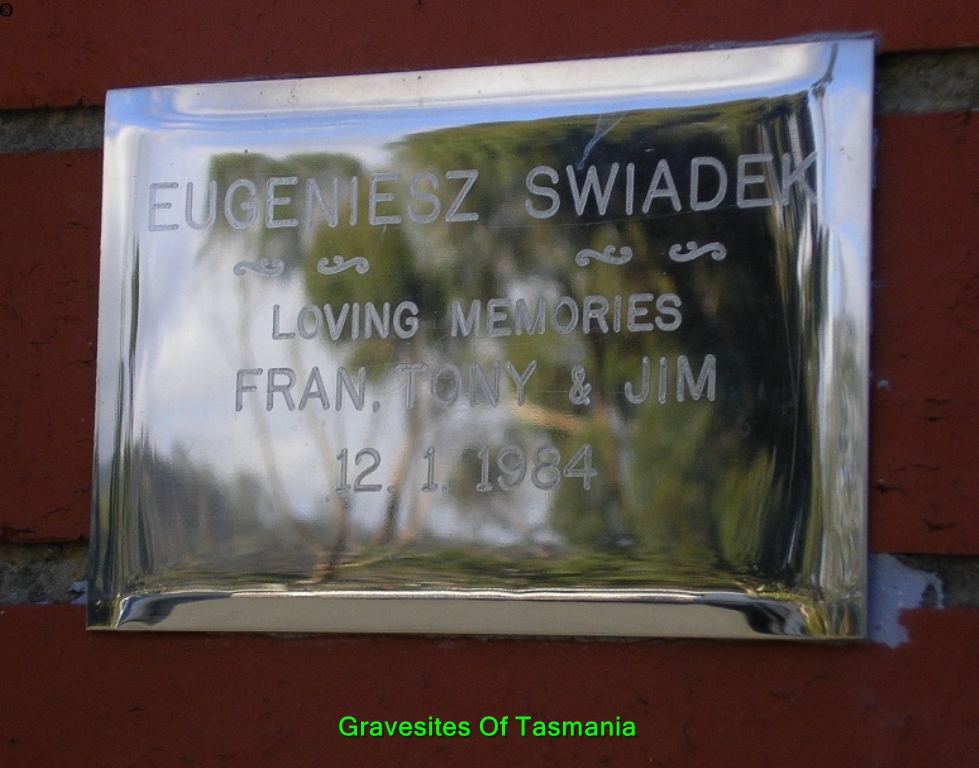 ©
EUGENIESZ SWIADEK
LOVING MEMORIES
FRAN, TONY & JIM
12. 1. 1984
Gravesites Of Tasmania